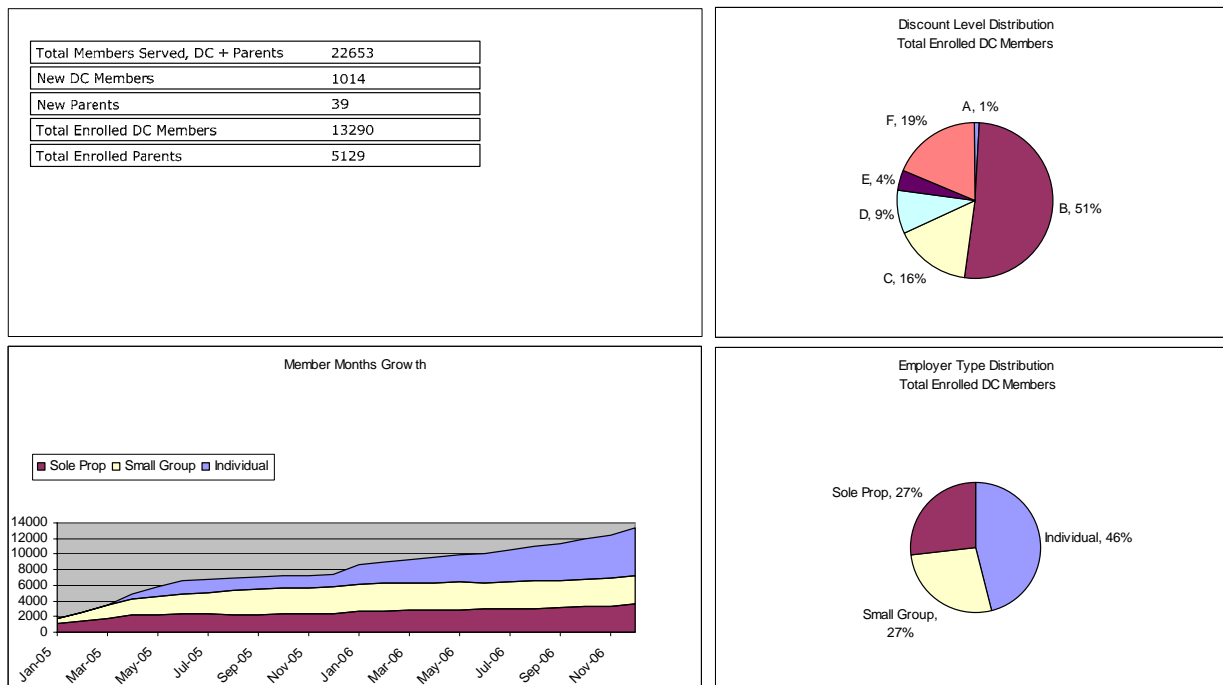 Total Members Served, DC + Parents 22653
New DC Members 1014
New Parents 39
Total Enrolled DC Members 13290
Total Enrolled Parents 5129
Discount Level Distribution
Total Enrolled DC Members
A, 1%
F, 19%
E, 4%
D, 9%
C, 16%
B, 51%
Member Months Growth
Sole Prop Small Group Individual
14000
12000
10000
8000
6000
4000
2000
0
Jan-05 Mar-05 May-05 Jul-05 Sep-05 Nov-05 Jan-06 Mar-06 May-06 Jul-06 Sep-06 Nov-06
Employer Type Distribution
Total Enrolled DC Members
Sole Prop, 27%
Individual, 46%
Small Group,
27%